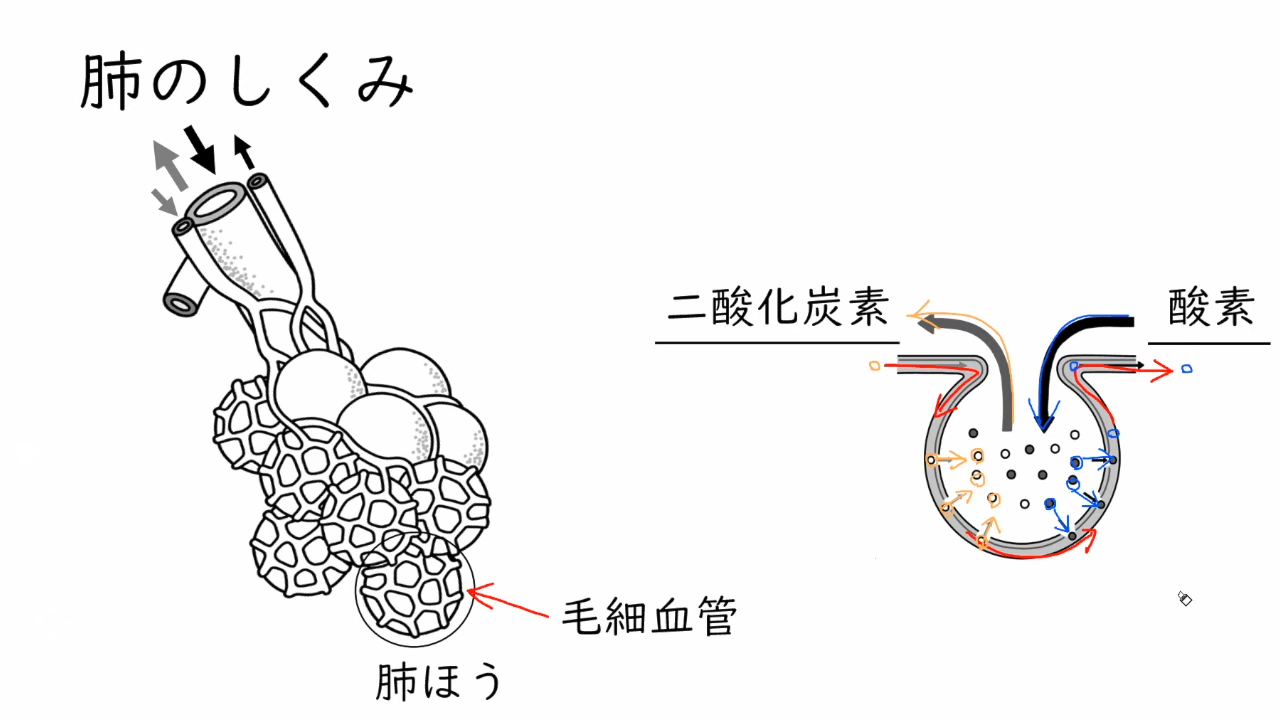 肺のしくみ
二酸化炭素
酸素
毛細血管
肺ほう